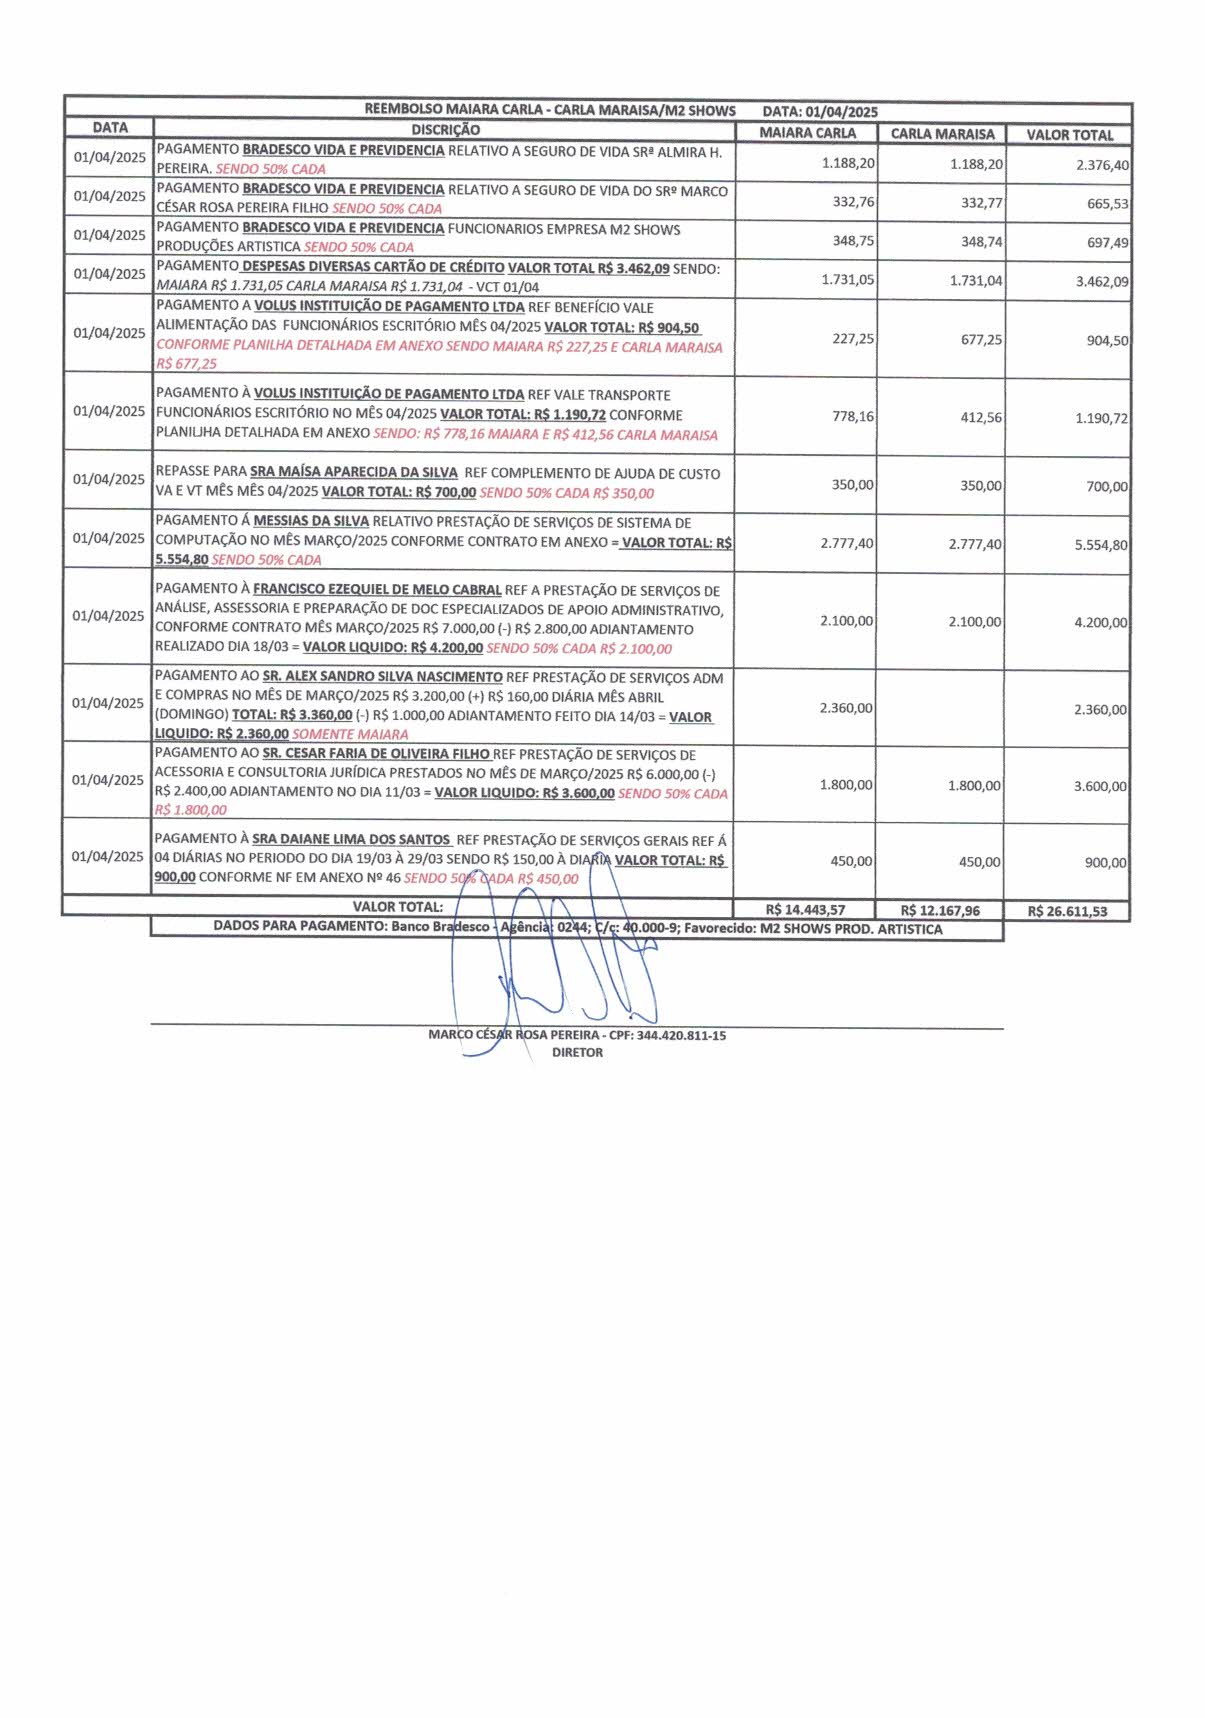 REEMBOLSO MAIARA CARLA - CARLA MARAISA/M2 SHOWS DATA: 01/04/2025
DATA DISCRIÇÃO MAIARA CARLA CARLA MARAISA VALOR TOTAL
01/04/2025 PAGAMENTO BRADESCO VIDA E PREVIDENCIA RELATIVO A SEGURO DE VIDA SRª ALMIRA H.
PEREIRA. SENDO 50% CADA 1.188,20 1.188,20 2.376,40
01/04/2025 PAGAMENTO BRADESCO VIDA E PREVIDENCIA RELATIVO A SEGURO DE VIDA DO SRº MARCO
CÉSAR ROSA PEREIRA FILHO SENDO 50% CADA 332,76 332,77 665,53
01/04/2025 PAGAMENTO BRADESCO VIDA E PREVIDENCIA FUNCIONARIOS EMPRESA M2 SHOWS
PRODUÇÕES ARTISTICA SENDO 50% CADA 348,75 348,74 697,49
01/04/2025 PAGAMENTO DESPESAS DIVERSAS CARTÃO DE CRÉDITO VALOR TOTAL R$ 3.462,09 SENDO:
MAIARA R$ 1.731,05 CARLA MARAISA R$ 1.731,04 - VCT 01/04 1.731,05 1.731,04 3.462,09
PAGAMENTO A VOLUS INSTITUIÇÃO DE PAGAMENTO LTDA REF BENEFÍCIO VALE
01/04/2025 ALIMENTAÇÃO DAS FUNCIONÁRIOS ESCRITÓRIO MÊS 04/2025 VALOR TOTAL: R$ 904,50 227,25 677,25 904,50
CONFORME PLANILHA DETALHADA EM ANEXO SENDO MAIARA R$ 227,25 E CARLA MARAISA
R$ 677,25
PAGAMENTO À VOLUS INSTITUIÇÃO DE PAGAMENTO LTDA REF VALE TRANSPORTE
01/04/2025 FUNCIONÁRIOS ESCRITÓRIO NO MÊS 04/2025 VALOR TOTAL: R$ 1.190,72 CONFORME 778,16 412,56 1.190,72
PLANILHA DETALHADA EM ANEXO SENDO: R$ 778,16 MAIARA E R$ 412,56 CARLA MARAISA
01/04/2025 REPASSE PARA SRA MAÍSA APARECIDA DA SILVA REF COMPLEMENTO DE AJUDA DE CUSTO
VA E VT MÊS MÊS 04/2025 VALOR TOTAL: R$ 700,00 SENDO 50% CADA R$ 350,00 350,00 350,00 700,00
PAGAMENTO Á MESSIAS DA SILVA RELATIVO PRESTAÇÃO DE SERVIÇOS DE SISTEMA DE
01/04/2025 COMPUTAÇÃO NO MÊS MARÇO/2025 CONFORME CONTRATO EM ANEXO = VALOR TOTAL: R$ 2.777,40 2.777,40 5.554,80
5.554,80 SENDO 50% CADA
PAGAMENTO À FRANCISCO EZEQUIEL DE MELO CABRAL REF A PRESTAÇÃO DE SERVIÇOS DE
01/04/2025 ANÁLISE, ASSESSORIA E PREPARAÇÃO DE DOC ESPECIALIZADOS DE APOIO ADMINISTRATIVO, 2.100,00 2.100,00 4.200,00
CONFORME CONTRATO MÊS MARÇO/2025 R$ 7.000,00 (-) R$ 2.800,00 ADIANTAMENTO
REALIZADO DIA 18/03 = VALOR LIQUIDO: R$ 4.200,00 SENDO 50% CADA R$ 2.100,00
PAGAMENTO AO SR. ALEX SANDRO SILVA NASCIMENTO REF PRESTAÇÃO DE SERVIÇOS ADM
01/04/2025 E COMPRAS NO MÊS DE MARÇO/2025 R$ 3.200,00 (+) R$ 160,00 DIÁRIA MÊS ABRIL 2.360,00 2.360,00
(DOMINGO) TOTAL: R$ 3.360,00 (-) R$ 1.000,00 ADIANTAMENTO FEITO DIA 14/03 = VALOR
LIQUIDO: R$ 2.360,00 SOMENTE MAIARA
PAGAMENTO AO SR. CESAR FARIA DE OLIVEIRA FILHO REF PRESTAÇÃO DE SERVIÇOS DE
01/04/2025 ACESSORIA E CONSULTORIA JURÍDICA PRESTADOS NO MÊS DE MARÇO/2025 R$ 6.000,00 (-) 1.800,00 1.800,00 3.600,00
R$ 2.400,00 ADIANTAMENTO NO DIA 11/03 = VALOR LIQUIDO: R$ 3.600,00 SENDO 50% CADA
R$ 1.800,00
PAGAMENTO À SRA DAIANE LIMA DOS SANTOS REF PRESTAÇÃO DE SERVIÇOS GERAIS REF Á
01/04/2025 04 DIÁRIAS NO PERIODO DO DIA 19/03 À 29/03 SENDO R$ 150,00 À DIARIA VALOR TOTAL: R$ 450,00 450,00 900,00
900,00 CONFORME NF EM ANEXO Nº 46 SENDO 50% CADA R$ 450,00
VALOR TOTAL: R$ 14.443,57 R$ 12.167,96 R$ 26.611,53
DADOS PARA PAGAMENTO: Banco Bradesco - Agência: 0244; C/c: 40.000-9; Favorecido: M2 SHOWS PROD. ARTISTICA
MARCO CÉSAR ROSA PEREIRA - CPF: 344.420.811-15
DIRETOR